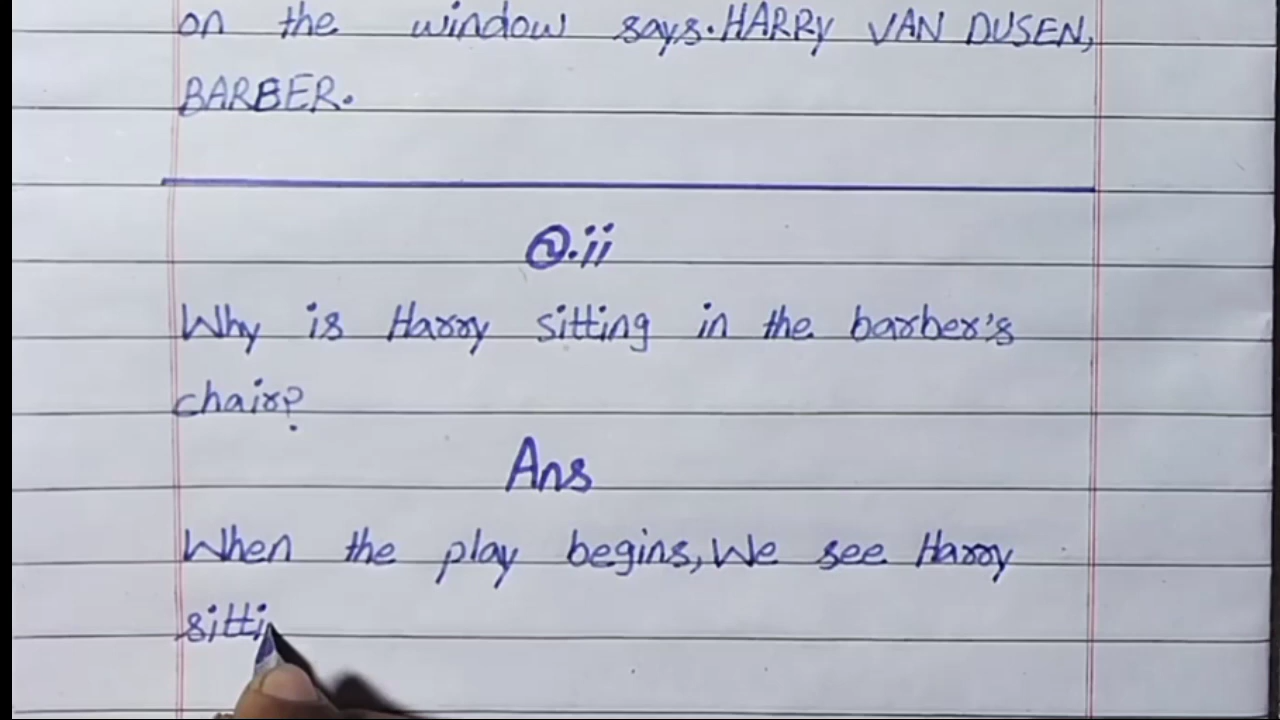 on the window says.HARRY VAN DUSEN,
BARBER.
Q.ii
Why is Harry sitting in the barber's
chair?
Ans
When the play begins,We see Harry
sitti